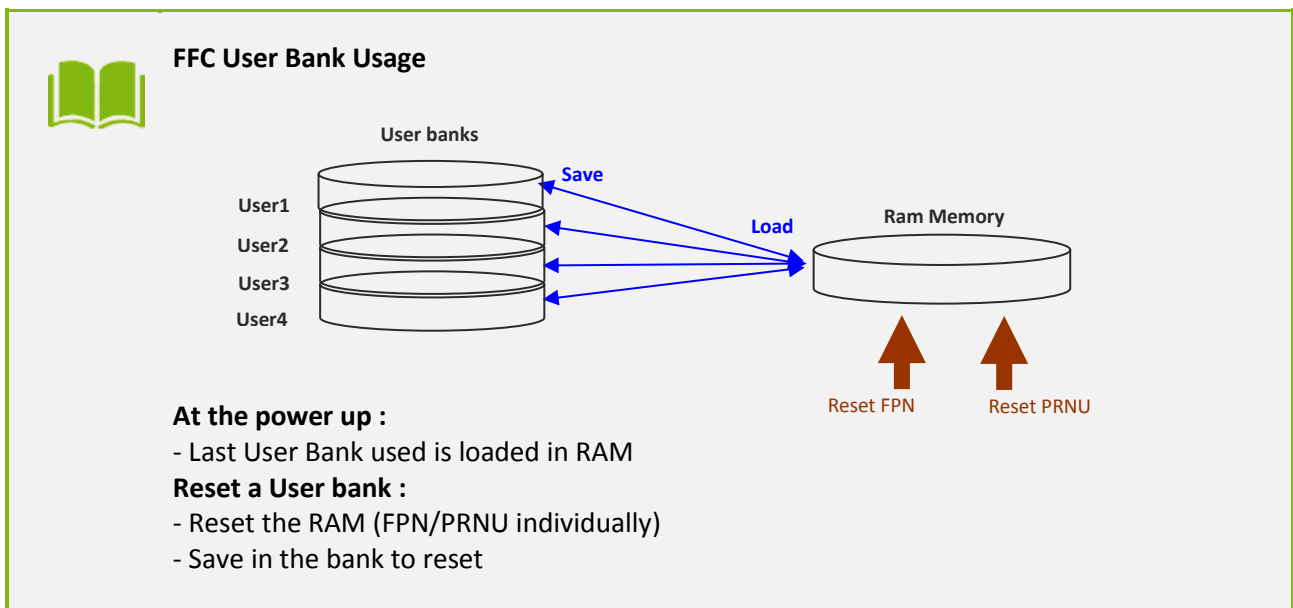 FFC User Bank Usage
User banks
Save
User1
Load
Ram Memory
User2
User3
User4
Reset FPN
Reset PRNU
At the power up :
- Last User Bank used is loaded in RAM
Reset a User bank :
- Reset the RAM (FPN/PRNU individually)
- Save in the bank to reset